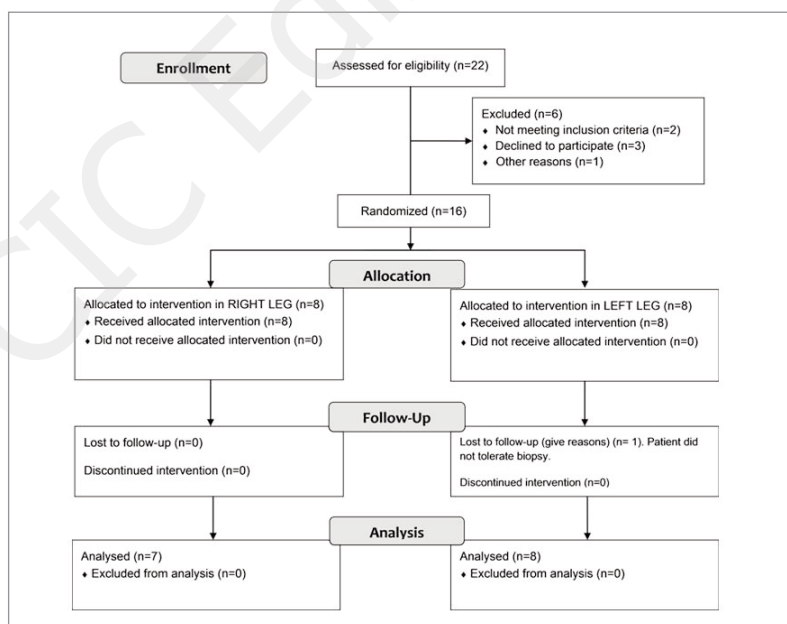 CIC Edi
Enrollment
Assessed for eligibility (n=22)
Excluded (n=6)
♦ Not meeting inclusion criteria (n=2)
♦ Declined to participate (n=3)
♦ Other reasons (n=1)
Randomized (n=16)
Allocation
Allocated to intervention in RIGHT LEG (n=8)
♦ Received allocated intervention (n=8)
♦ Did not receive allocated intervention (n=0)
Allocated to intervention in LEFT LEG (n=8)
♦ Received allocated intervention (n=8)
♦ Did not receive allocated intervention (n=0)
Follow-Up
Lost to follow-up (n=0)
Discontinued intervention (n=0)
Lost to follow-up (give reasons) (n= 1). Patient did
not tolerate biopsy.
Discontinued intervention (n=0)
Analysis
Analysed (n=7)
♦ Excluded from analysis (n=0)
Analysed (n=8)
♦ Excluded from analysis (n=0)